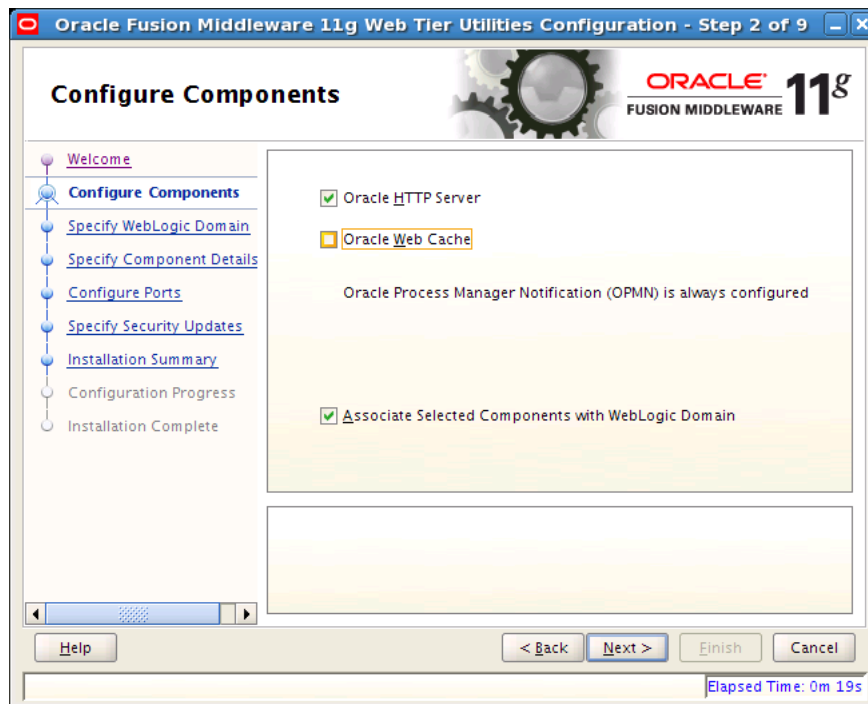 Oracle Fusion Middleware 11g Web Tier Utilities Configuration - Step 2 of 9
Configure Components
ORACLE
FUSION MIDDLEWARE 11g
Welcome
Configure Components
Specify WebLogic Domain
Specify Component Details
Configure Ports
Specify Security Updates
Installation Summary
Configuration Progress
Installation Complete
Oracle HTTP Server
Oracle Web Cache
Oracle Process Manager Notification (OPMN) is always configured
Associate Selected Components with WebLogic Domain
Help
< Back
Next >
Finish
Cancel
Elapsed Time: 0m 19s